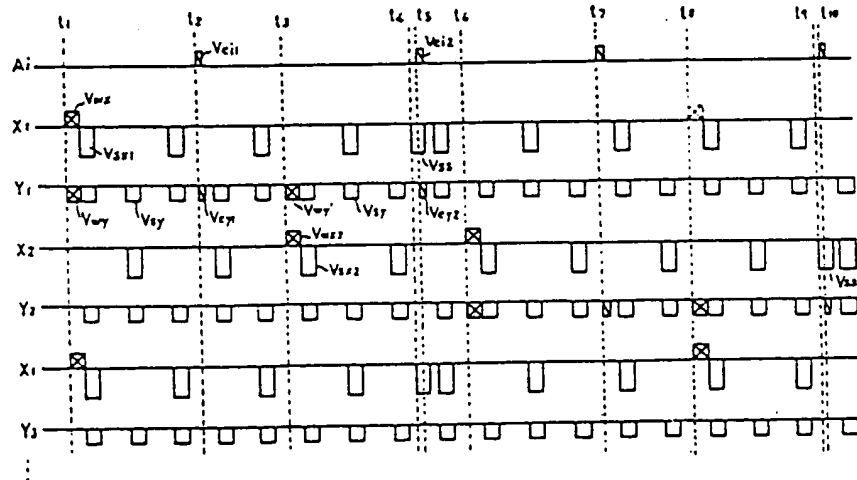 t1 t2 t3 t4 t5 t6 t7 t8 t9 t10
Ai Vei1 Vei2
Vwx
X1
Vsx1 Vss
Y1
Vwy Vsy Vey1 Vwy' Vsy Vey2
Vwx2
X2
Vsx2 Vss
Y2
X1
Y3